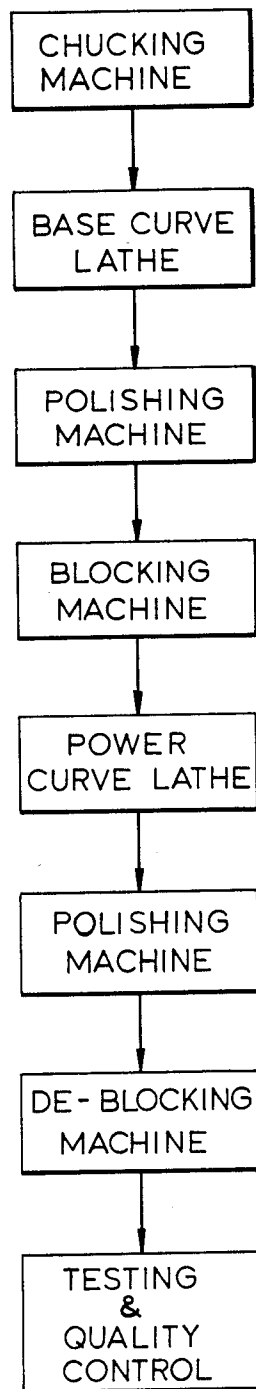 CHUCKING
MACHINE
BASE CURVE
LATHE
POLISHING
MACHINE
BLOCKING
MACHINE
POWER
CURVE LATHE
POLISHING
MACHINE
DE-BLOCKING
MACHINE
TESTING
&
QUALITY
CONTROL